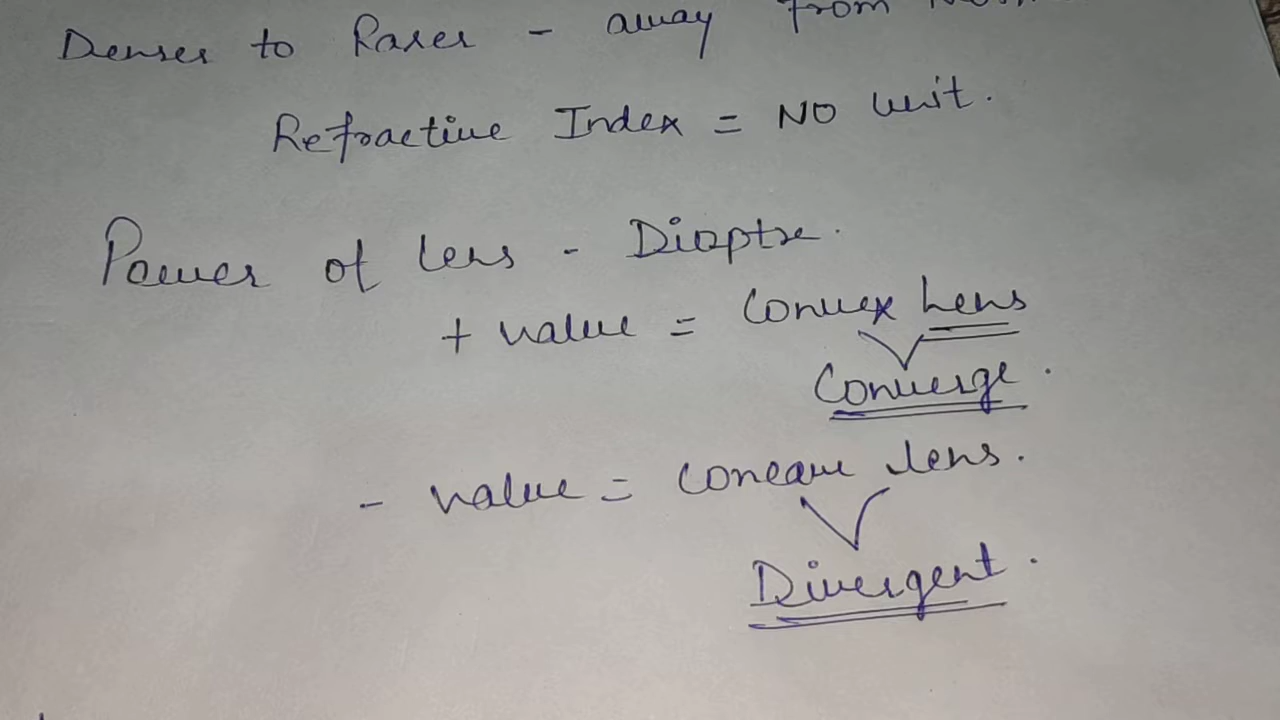 Denser to Rarer - away from
Refractive Index = NO unit.
Power of lens - Dioptre.
+ value = Convex Lens
Converge.
- value = concave lens.
Divergent.